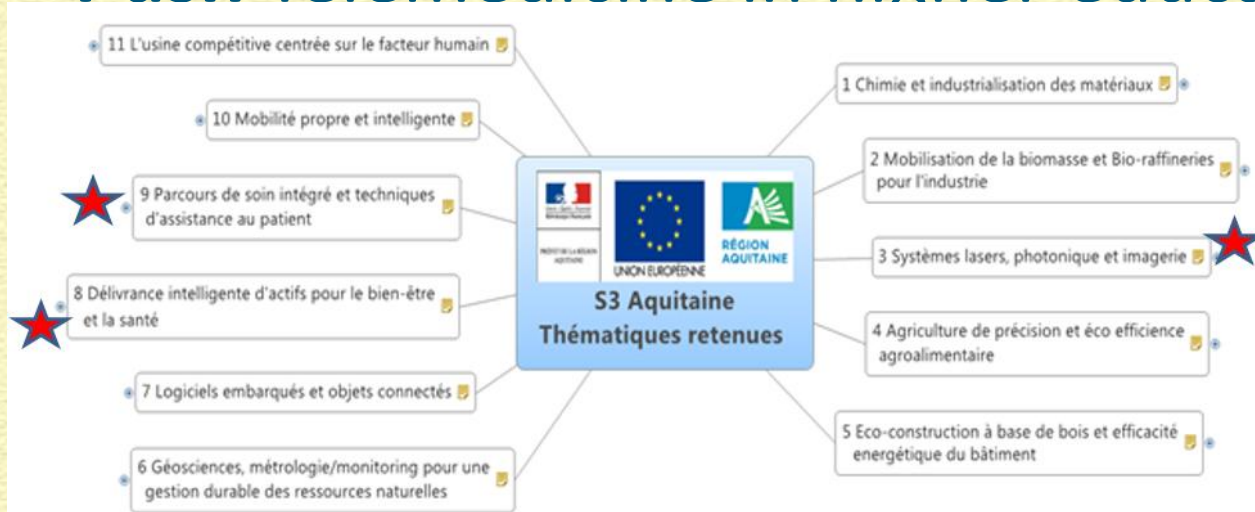 11 L'usine compétitive centrée sur le facteur humain
10 Mobilité propre et intelligente
9 Parcours de soin intégré et techniques
d'assistance au patient
8 Délivrance intelligente d'actifs pour le bien-être
et la santé
7 Logiciels embarqués et objets connectés
6 Géosciences, métrologie/monitoring pour une
gestion durable des ressources naturelles
UNION EUROPÉENNE
RÉGION
AQUITAINE
S3 Aquitaine
Thématiques retenues
1 Chimie et industrialisation des matériaux
2 Mobilisation de la biomasse et Bio-raffineries
pour l'industrie
3 Systèmes lasers, photonique et imagerie
4 Agriculture de précision et éco efficience
agroalimentaire
5 Eco-construction à base de bois et efficacité
energétique du bâtiment